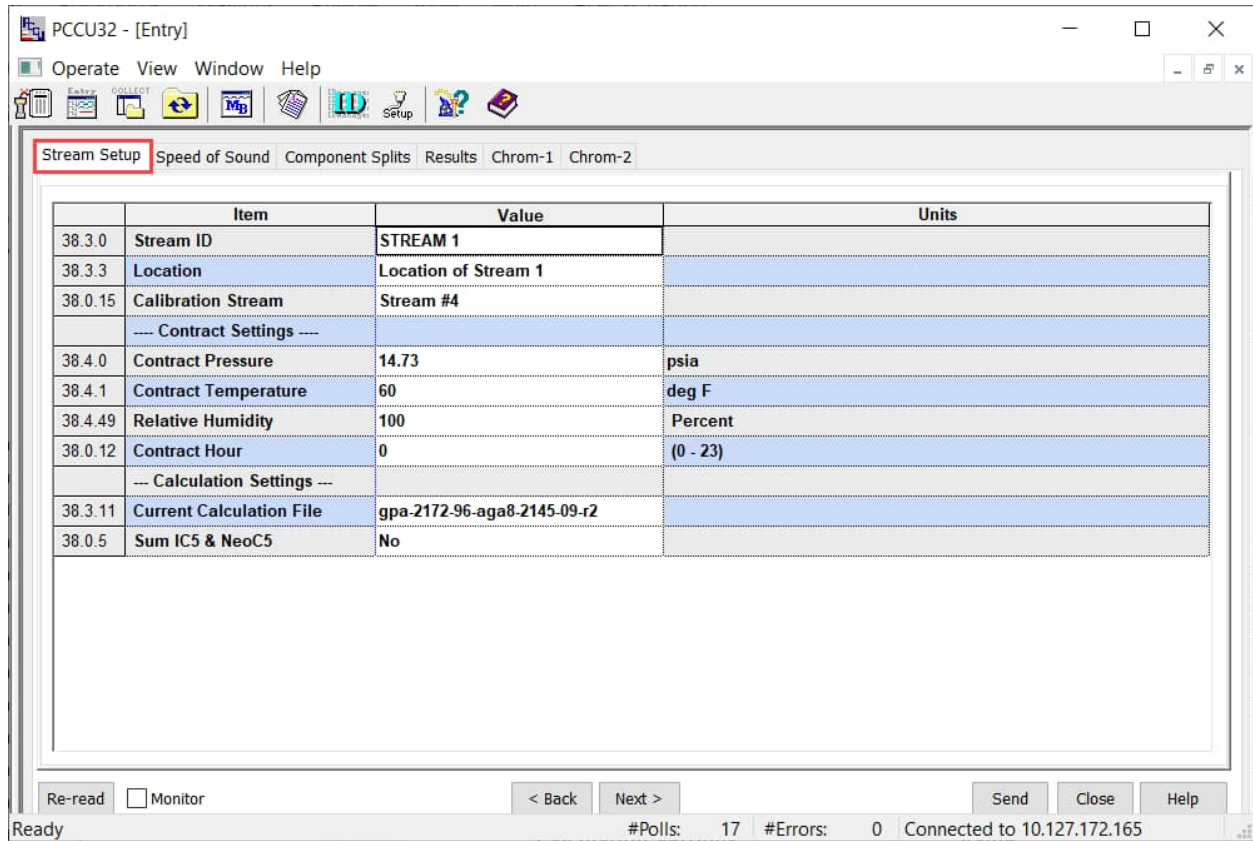 PCCU32 - [Entry]
Operate View Window Help
Entry COLLECT MB ID Manager Setup
Stream Setup Speed of Sound Component Splits Results Chrom-1 Chrom-2
Item Value Units
38.3.0 Stream ID STREAM 1
38.3.3 Location Location of Stream 1
38.0.15 Calibration Stream Stream #4
---- Contract Settings ----
38.4.0 Contract Pressure 14.73 psia
38.4.1 Contract Temperature 60 deg F
38.4.49 Relative Humidity 100 Percent
38.0.12 Contract Hour 0 (0 - 23)
--- Calculation Settings ---
38.3.11 Current Calculation File gpa-2172-96-aga8-2145-09-r2
38.0.5 Sum IC5 & NeoC5 No
Re-read Monitor < Back Next > Send Close Help
Ready #Polls: 17 #Errors: 0 Connected to 10.127.172.165